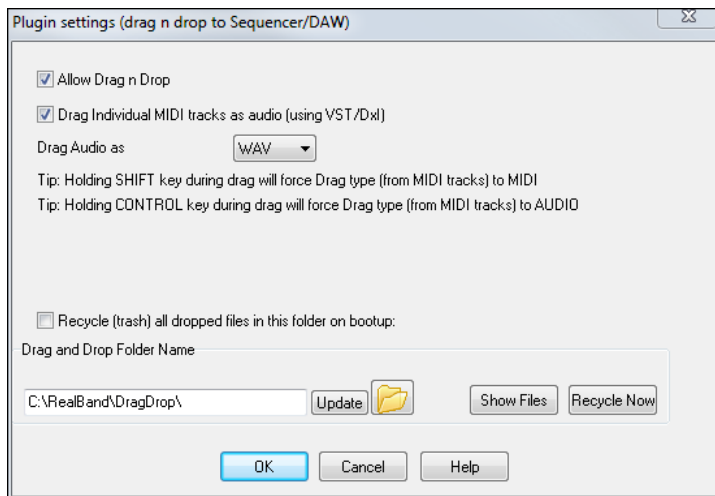 Plugin settings (drag n drop to Sequencer/DAW)
Allow Drag n Drop
Drag Individual MIDI tracks as audio (using VST/DxI)
Drag Audio as WAV
Tip: Holding SHIFT key during drag will force Drag type (from MIDI tracks) to MIDI
Tip: Holding CONTROL key during drag will force Drag type (from MIDI tracks) to AUDIO
Recycle (trash) all dropped files in this folder on bootup:
Drag and Drop Folder Name
C:\RealBand\DragDrop\ Update Show Files Recycle Now
OK Cancel Help